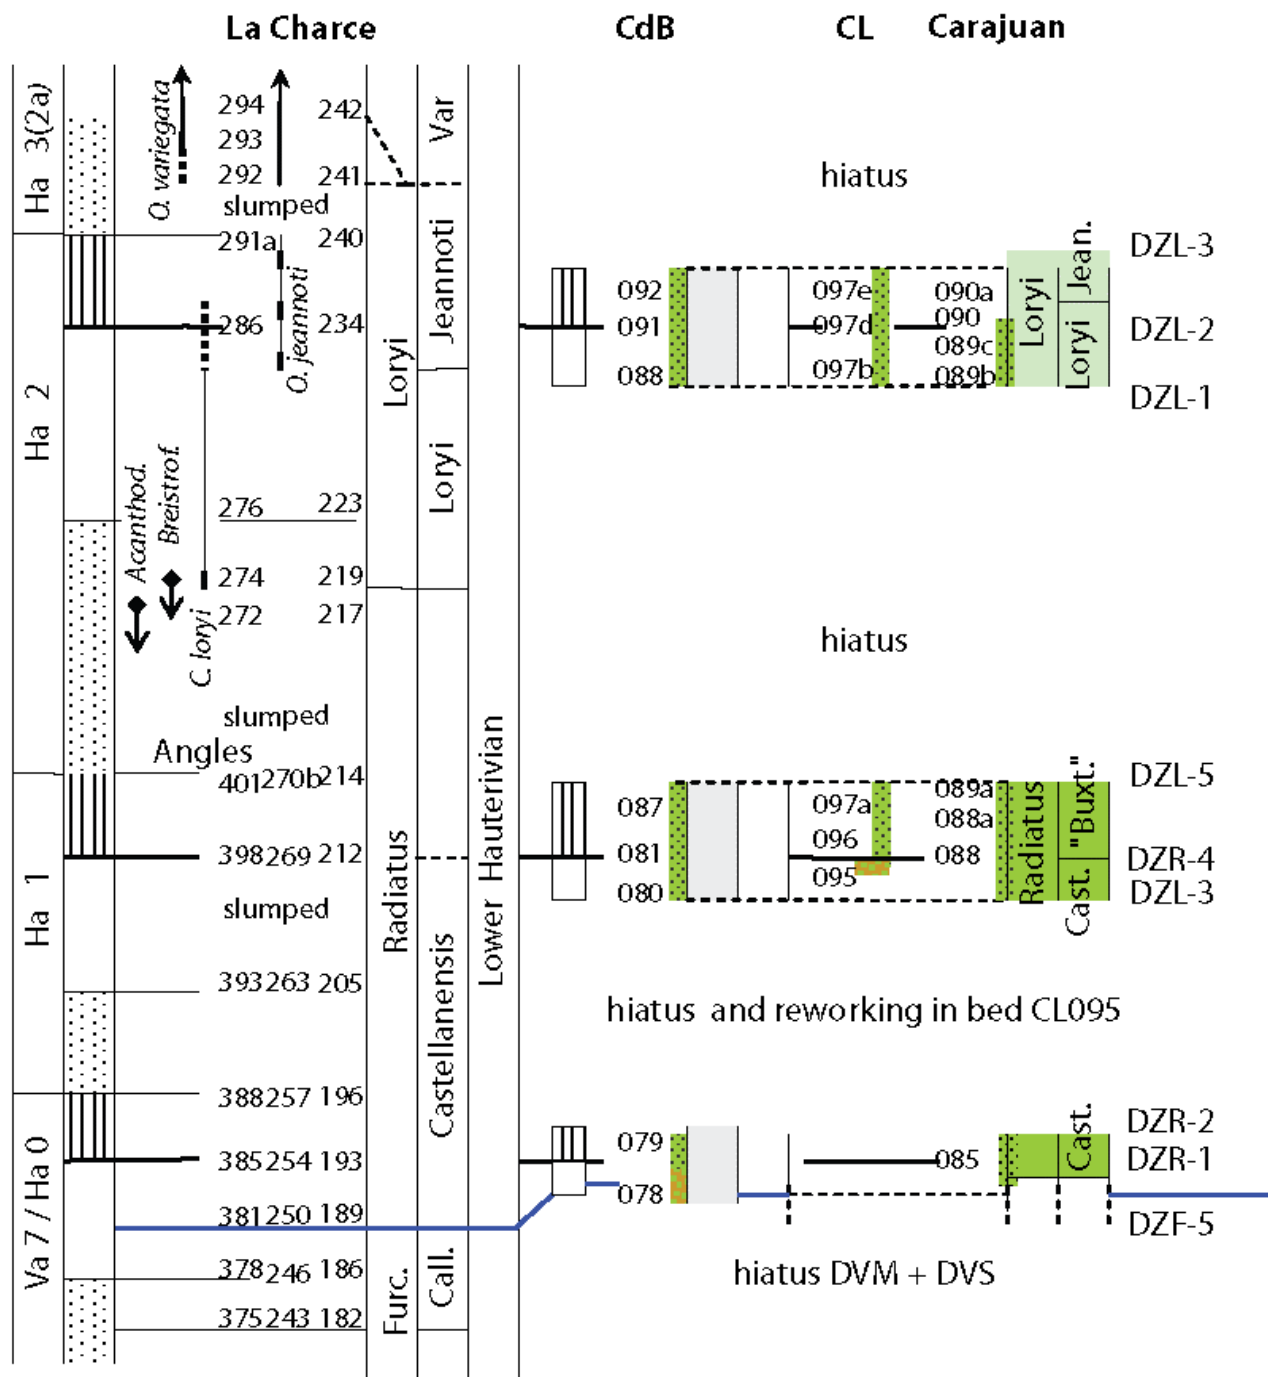 La Charce CdB CL Carajuan
Ha 3(2a)
O. variegata
294 242
293
292 241
slumped
Var
hiatus
291a 240
DZL-3
Jeannoti
O. jeannoti
286 234
092 097e 090a
091 097d 090
089c
088 097b 089b
Loryi
Jean.
Loryi
DZL-2
DZL-1
Ha 2
Loryi
Loryi
Acanthod.
Breistrof.
276 223
274 219
272 217
C. loryi
hiatus
slumped
Angles
401 270b 214
DZL-5
Lower Hauterivian
087 097a 089a
088a
096
081 088
095
080
Radiatus
"Buxt."
Cast.
398 269 212
DZR-4
DZL-3
Ha 1
slumped
Radiatus
Castellanensis
393 263 205
hiatus and reworking in bed CL095
388 257 196
079
DZR-2
Cast.
385 254 193
085
DZR-1
078
Va 7 / Ha 0
381 250 189
DZF-5
378 246 186
hiatus DVM + DVS
375 243 182
Furc.
Call.